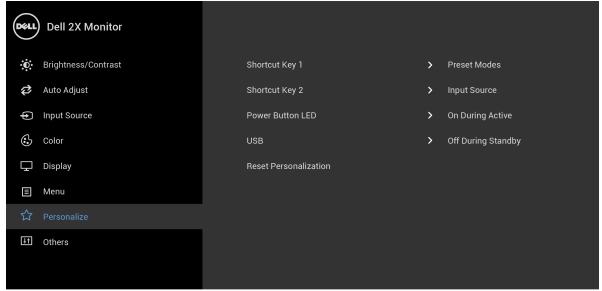 DELL Dell 2X Monitor
Brightness/Contrast
Auto Adjust
Input Source
Color
Display
Menu
Personalize
Others
Shortcut Key 1 > Preset Modes
Shortcut Key 2 > Input Source
Power Button LED > On During Active
USB > Off During Standby
Reset Personalization